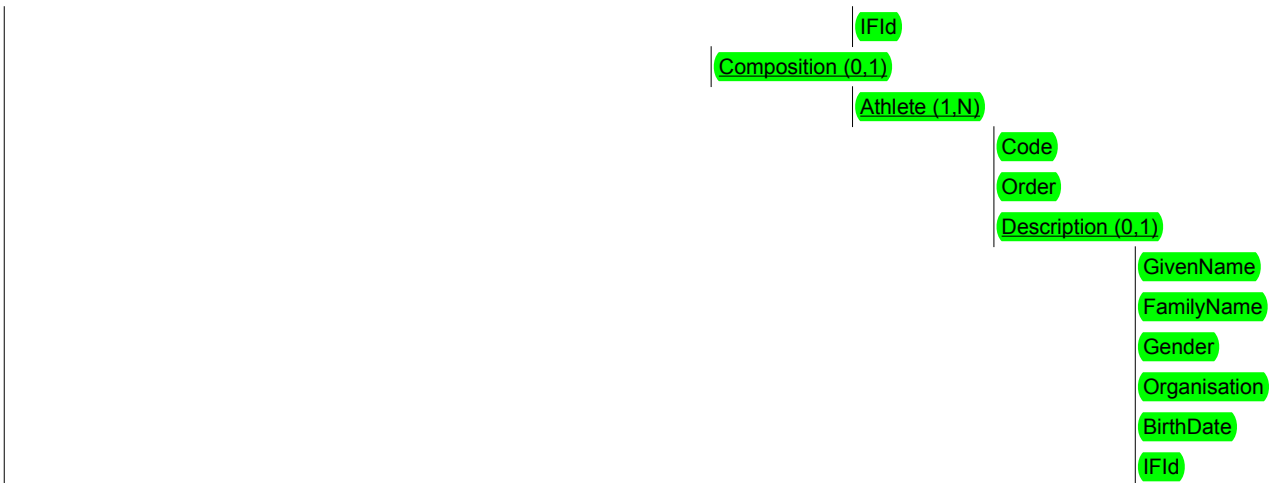 IFId
Composition (0,1)
Athlete (1,N)
Code
Order
Description (0,1)
GivenName
FamilyName
Gender
Organisation
BirthDate
IFId